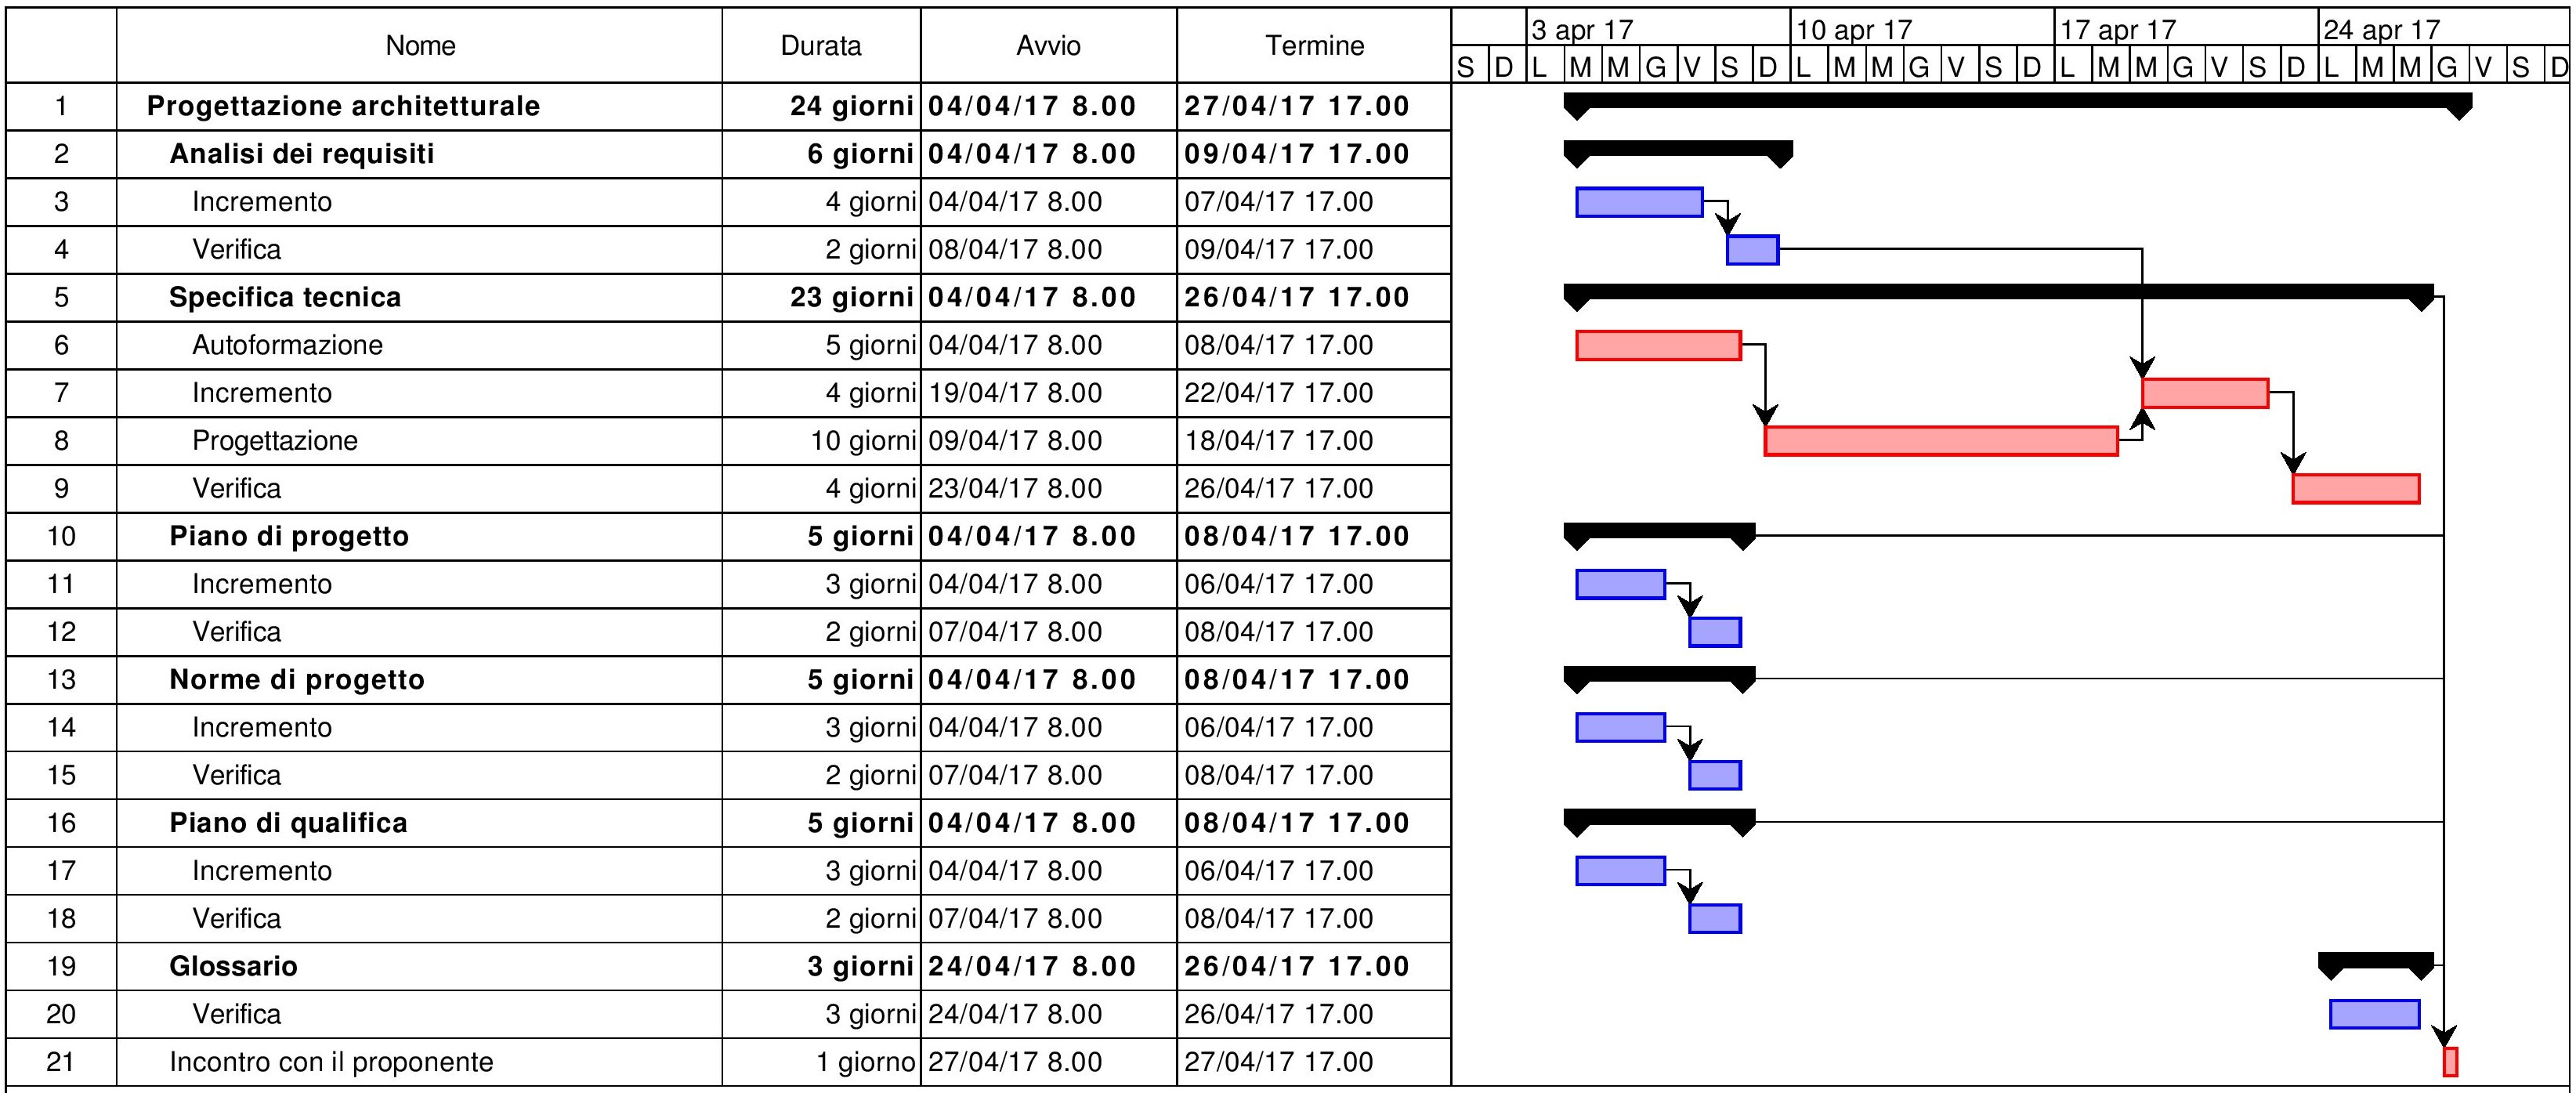 Nome Durata Avvio Termine 3 apr 17 10 apr 17 17 apr 17 24 apr 17
S D L M M G V S D L M M G V S D L M M G V S D L M M G V S D
1 Progettazione architetturale 24 giorni 04/04/17 8.00 27/04/17 17.00
2 Analisi dei requisiti 6 giorni 04/04/17 8.00 09/04/17 17.00
3 Incremento 4 giorni 04/04/17 8.00 07/04/17 17.00
4 Verifica 2 giorni 08/04/17 8.00 09/04/17 17.00
5 Specifica tecnica 23 giorni 04/04/17 8.00 26/04/17 17.00
6 Autoformazione 5 giorni 04/04/17 8.00 08/04/17 17.00
7 Incremento 4 giorni 19/04/17 8.00 22/04/17 17.00
8 Progettazione 10 giorni 09/04/17 8.00 18/04/17 17.00
9 Verifica 4 giorni 23/04/17 8.00 26/04/17 17.00
10 Piano di progetto 5 giorni 04/04/17 8.00 08/04/17 17.00
11 Incremento 3 giorni 04/04/17 8.00 06/04/17 17.00
12 Verifica 2 giorni 07/04/17 8.00 08/04/17 17.00
13 Norme di progetto 5 giorni 04/04/17 8.00 08/04/17 17.00
14 Incremento 3 giorni 04/04/17 8.00 06/04/17 17.00
15 Verifica 2 giorni 07/04/17 8.00 08/04/17 17.00
16 Piano di qualifica 5 giorni 04/04/17 8.00 08/04/17 17.00
17 Incremento 3 giorni 04/04/17 8.00 06/04/17 17.00
18 Verifica 2 giorni 07/04/17 8.00 08/04/17 17.00
19 Glossario 3 giorni 24/04/17 8.00 26/04/17 17.00
20 Verifica 3 giorni 24/04/17 8.00 26/04/17 17.00
21 Incontro con il proponente 1 giorno 27/04/17 8.00 27/04/17 17.00